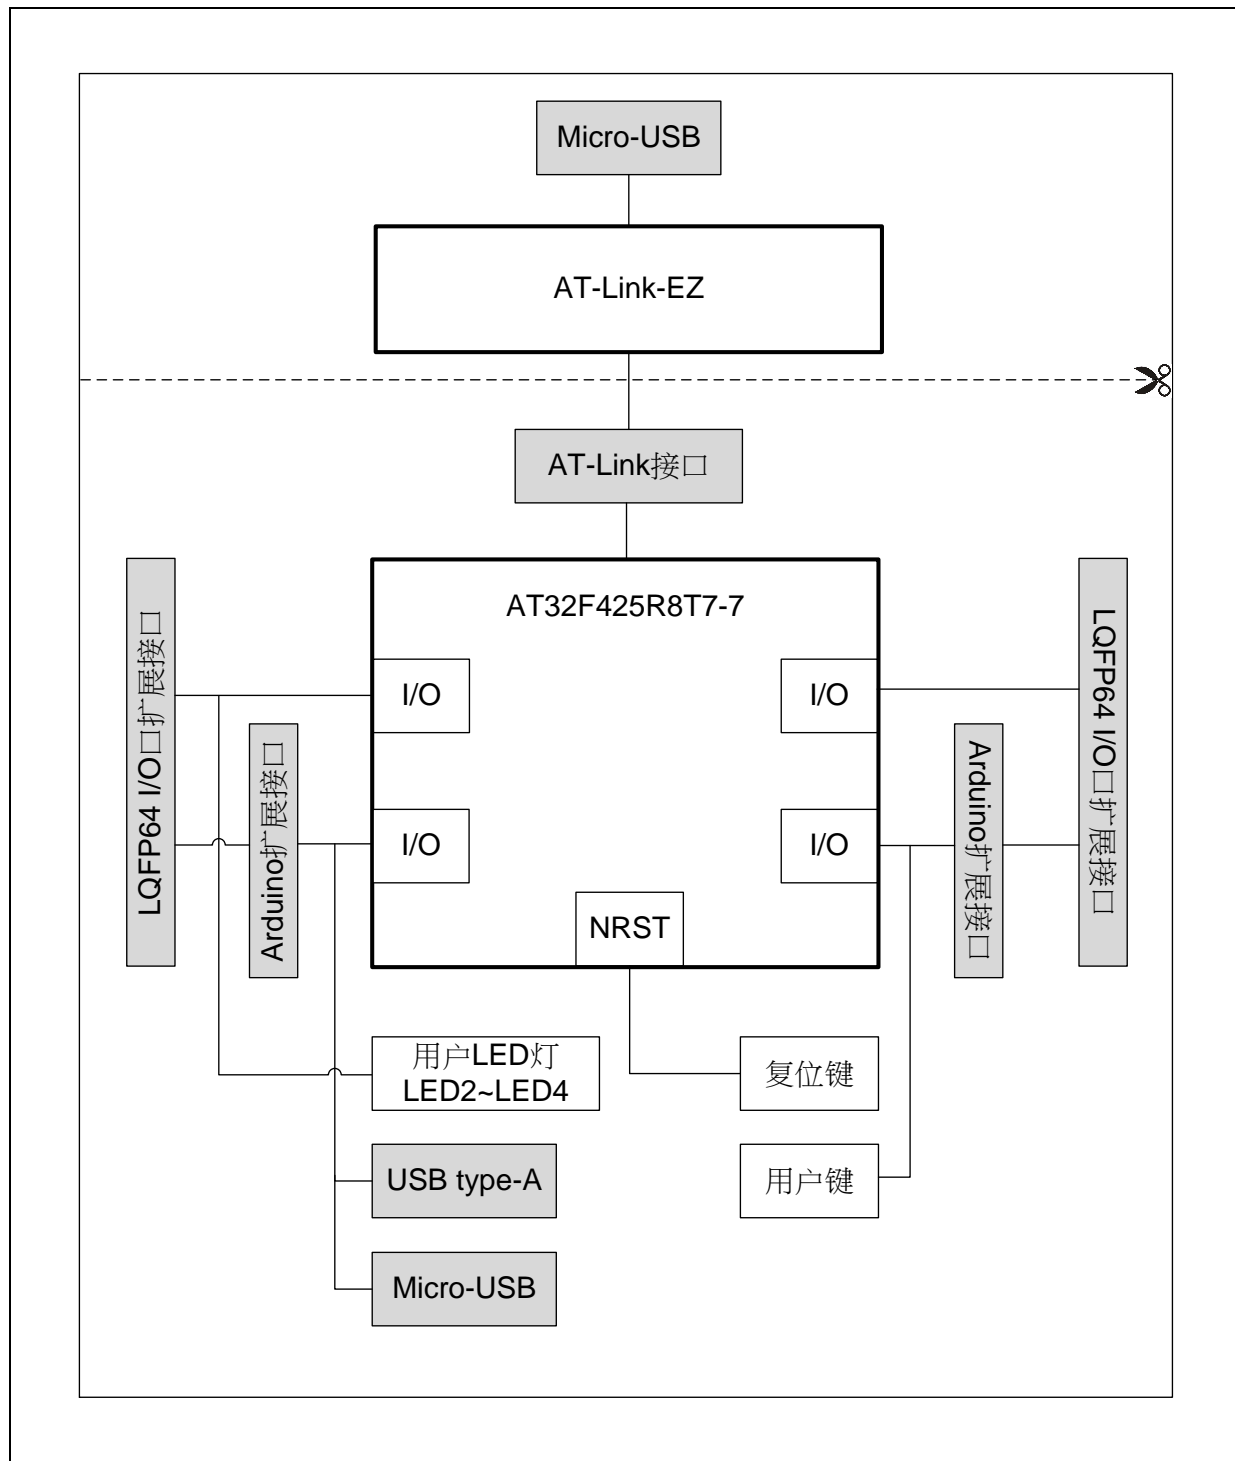 Micro-USB
AT-Link-EZ
AT-Link接口
AT32F425R8T7-7
LQFP64 I/O口扩展接口
Arduino扩展接口
I/O
I/O
I/O
I/O
NRST
Arduino扩展接口
LQFP64 I/O口扩展接口
用户LED灯
LED2~LED4
复位键
USB type-A
用户键
Micro-USB